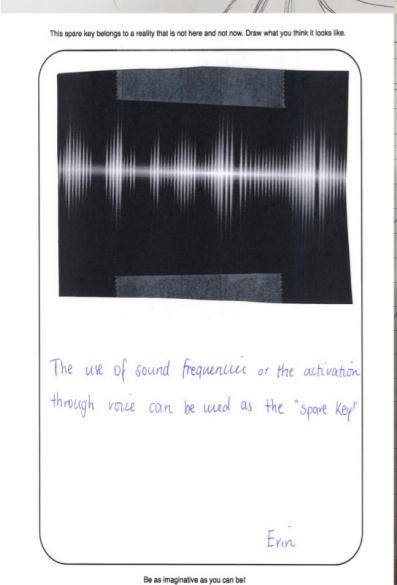 This spare key belongs to a reality that is not here and not now. Draw what you think it looks like.
The use of sound frequencies or the activation
through voice can be used as the "spare Key"
Erin
Be as imaginative as you can be!